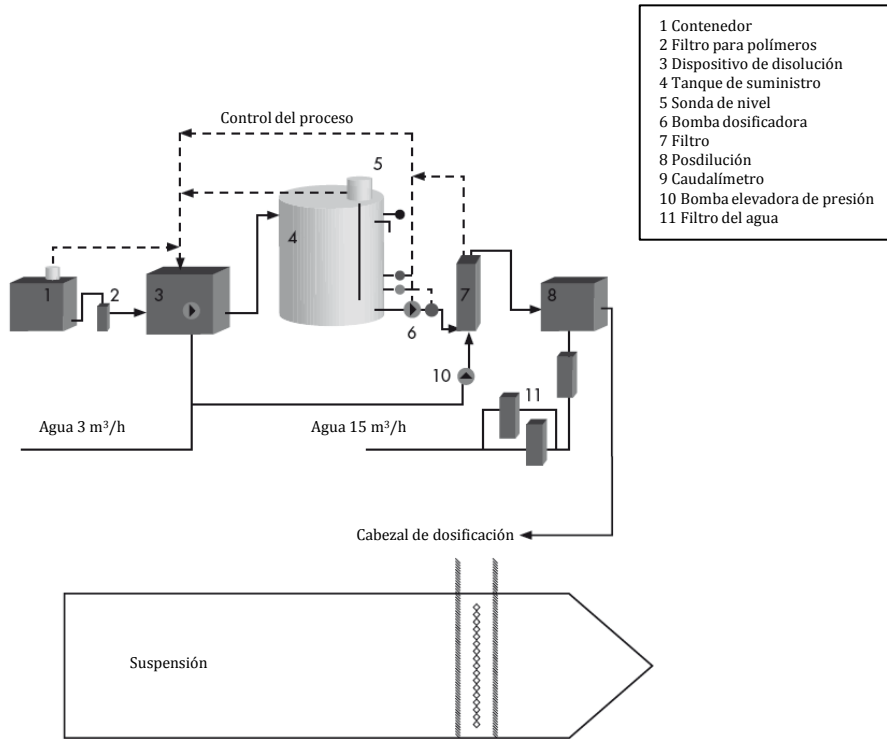 1 Contenedor
2 Filtro para polímeros
3 Dispositivo de disolución
4 Tanque de suministro
5 Sonda de nivel
6 Bomba dosificadora
7 Filtro
8 Posdilución
9 Caudalímetro
10 Bomba elevadora de presión
11 Filtro del agua
Control del proceso
5
4
1
2
3
7
8
6
10
11
Agua 3 m³/h
Agua 15 m³/h
Cabezal de dosificación
Suspensión